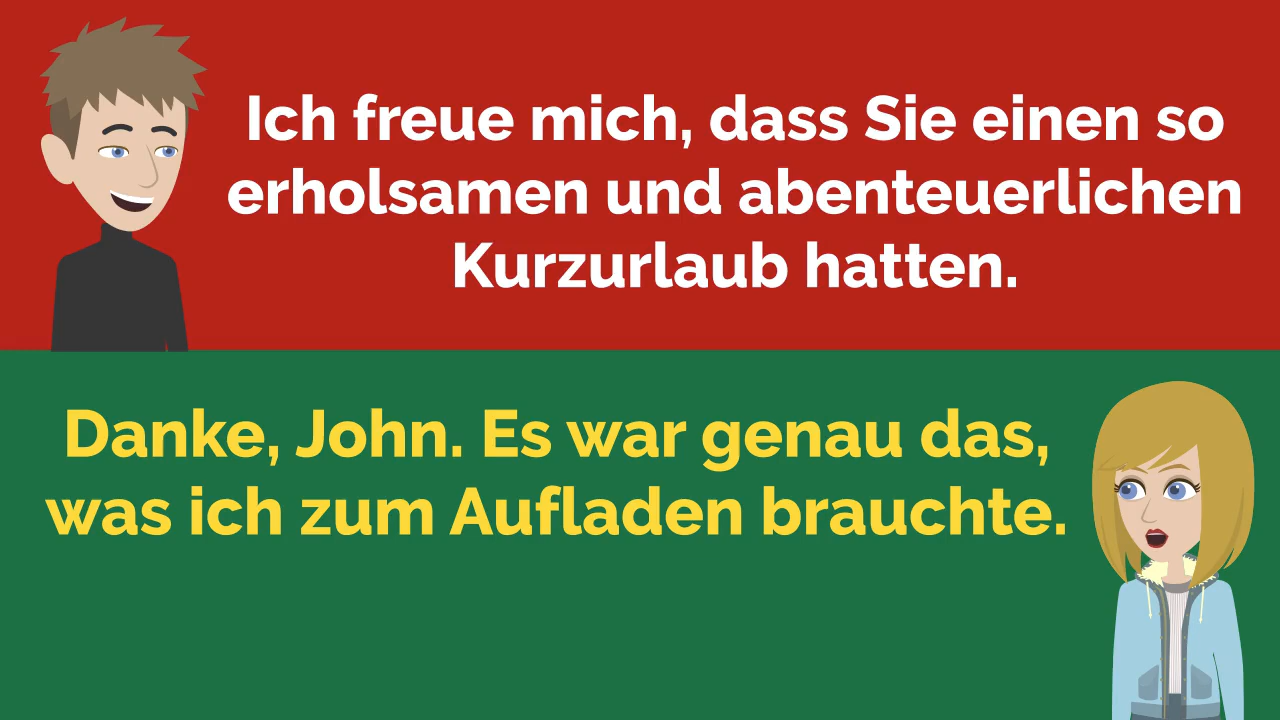 Ich freue mich, dass Sie einen so
erholsamen und abenteuerlichen
Kurzurlaub hatten.
Danke, John. Es war genau das,
was ich zum Aufladen brauchte.